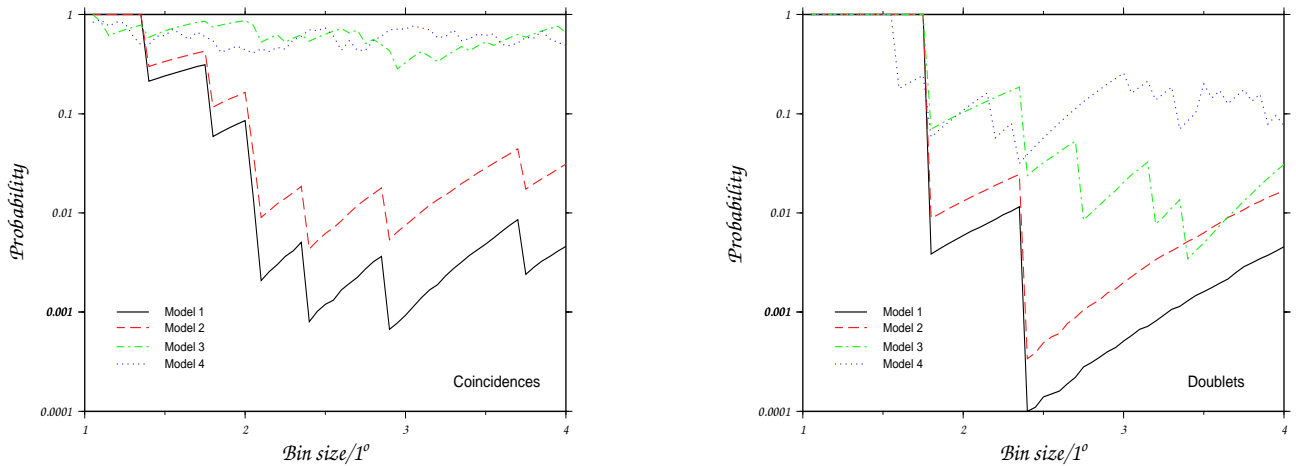 1
0.1
0.01
0.001
0.0001
Probability
Model 1
Model 2
Model 3
Model 4
Coincidences
1 2 3 4
Bin size/1º
1
0.1
0.01
0.001
0.0001
Probability
Model 1
Model 2
Model 3
Model 4
Doublets
1 2 3 4
Bin size/1º